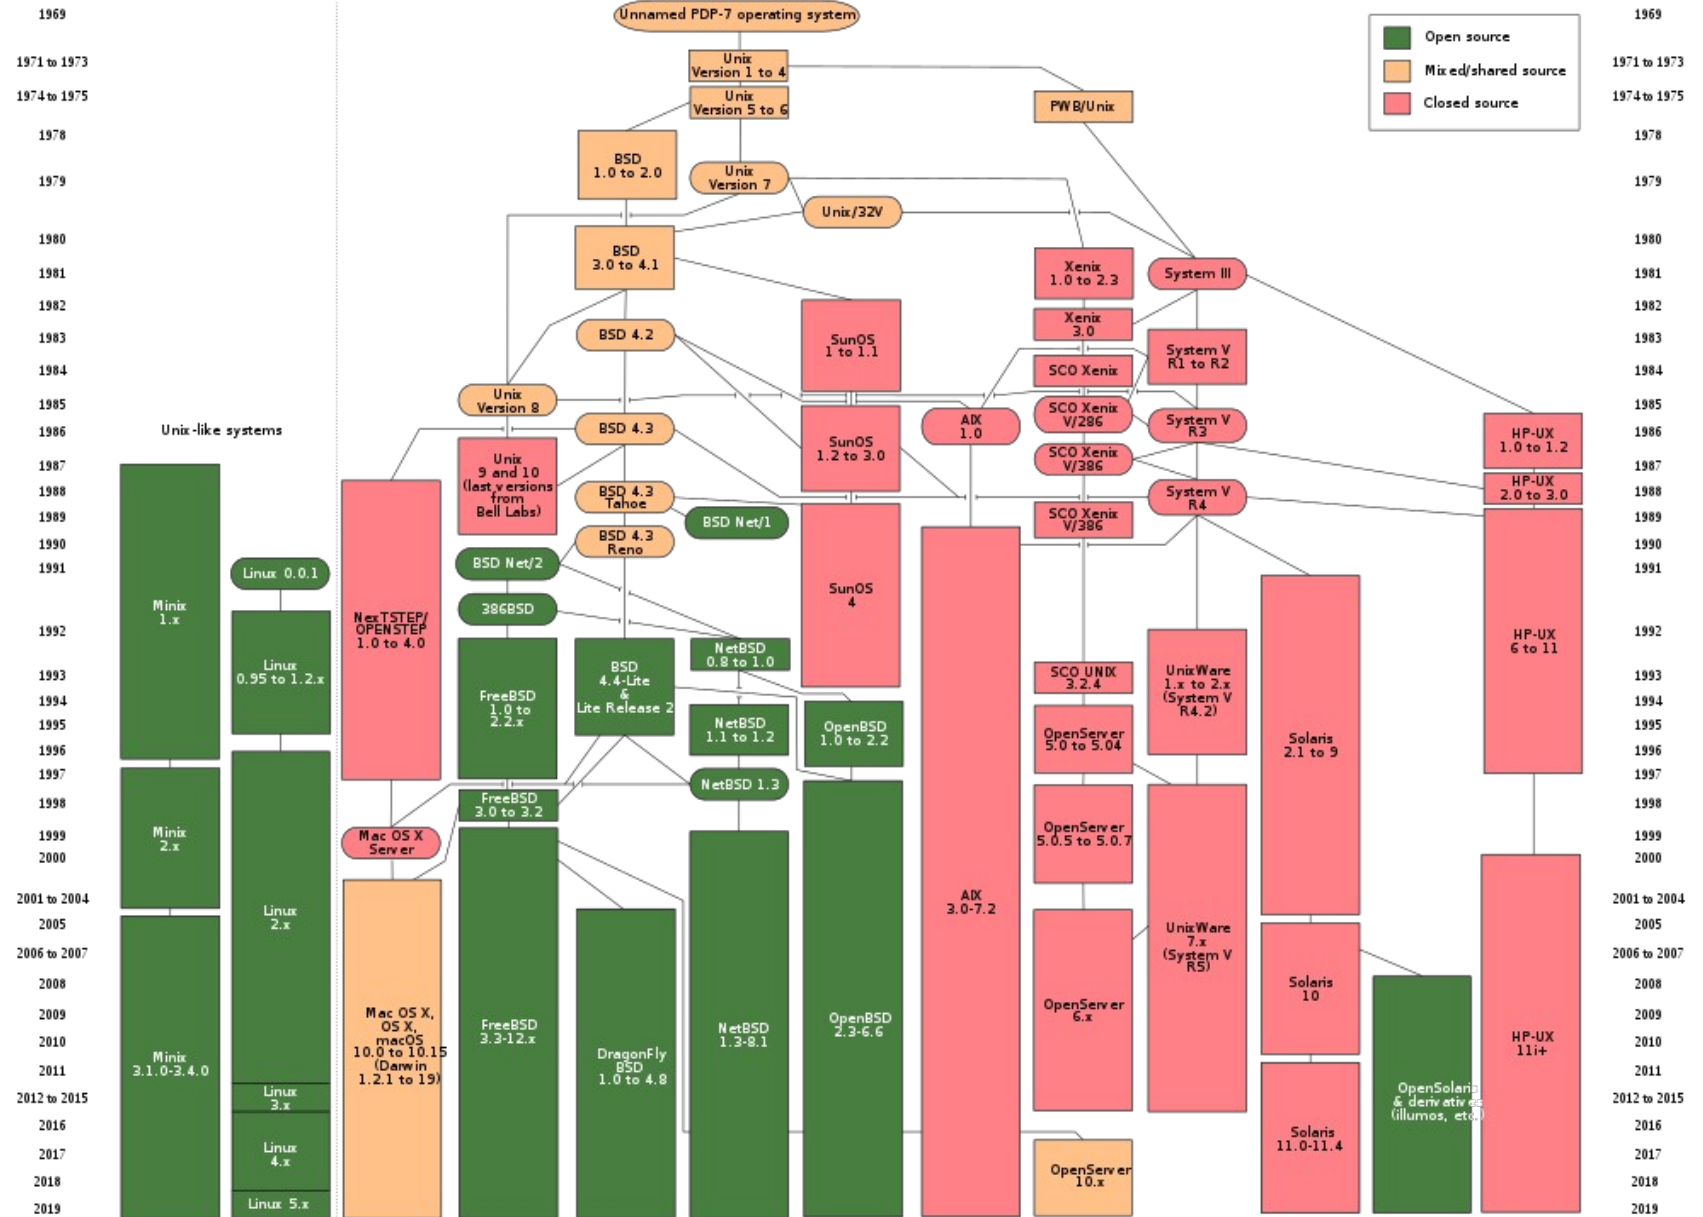 1969
Unnamed PDP-7 operating system
1969
Open source
Mixed/shared source
Closed source
1971 to 1973
Unix
Version 1 to 4
1971 to 1973
1974 to 1975
Unix
Version 5 to 6
PWB/Unix
1974 to 1975
1978
BSD
1.0 to 2.0
1978
1979
Unix
Version 7
1979
Unix/32V
1980
BSD
3.0 to 4.1
1980
1981
Xenix
1.0 to 2.3
System III
1981
1982
Xenix
3.0
1982
1983
BSD 4.2
SunOS
1 to 1.1
System V
R1 to R2
1983
1984
SCO Xenix
1984
1985
Unix
Version 8
SCO Xenix
V/286
1985
1986
Unix-like systems
BSD 4.3
AIX
1.0
System V
R3
HP-UX
1.0 to 1.2
1986
SunOS
1.2 to 3.0
1987
Unix
9 and 10
(last versions
from
Bell Labs)
SCO Xenix
V/386
1987
1988
BSD 4.3
Tahoe
System V
R4
HP-UX
2.0 to 3.0
1988
1989
BSD Net/1
SCO Xenix
V/386
1989
1990
BSD 4.3
Reno
1990
1991
Linux 0.0.1
BSD Net/2
1991
Minix
1.x
NexTSTEP/
OPENSTEP
1.0 to 4.0
386BSD
SunOS
4
1992
HP-UX
6 to 11
1992
1993
Linux
0.95 to 1.2.x
BSD
4.4-Lite
&
Lite Release 2
NetBSD
0.8 to 1.0
SCO UNIX
3.2.4
UnixWare
1.x to 2.x
(System V
R4.2)
1993
1994
FreeBSD
1.0 to
2.2.x
1994
1995
NetBSD
1.1 to 1.2
OpenBSD
1.0 to 2.2
OpenServer
5.0 to 5.04
Solaris
2.1 to 9
1995
1996
1996
1997
NetBSD 1.3
1997
1998
FreeBSD
3.0 to 3.2
1998
1999
Minix
2.x
Mac OS X
Server
OpenServer
5.0.5 to 5.0.7
1999
2000
2000
2001 to 2004
Linux
2.x
AIX
3.0-7.2
2001 to 2004
2005
UnixWare
7.x
(System V
R5)
2005
2006 to 2007
2006 to 2007
2008
OpenServer
6.x
Solaris
10
2008
2009
Mac OS X,
OS X,
macOS
10.0 to 10.15
(Darwin
1.2.1 to 19)
FreeBSD
3.3-12.x
NetBSD
1.3-8.1
OpenBSD
2.3-6.6
2009
2010
HP-UX
11i+
2010
2011
Minix
3.1.0-3.4.0
DragonFly
BSD
1.0 to 4.8
2011
2012 to 2015
Linux
3.x
OpenSolaris
& derivatives
(illumos, etc.)
2012 to 2015
2016
Solaris
11.0-11.4
2016
2017
Linux
4.x
OpenServer
10.x
2017
2018
2018
2019
Linux 5.x
2019